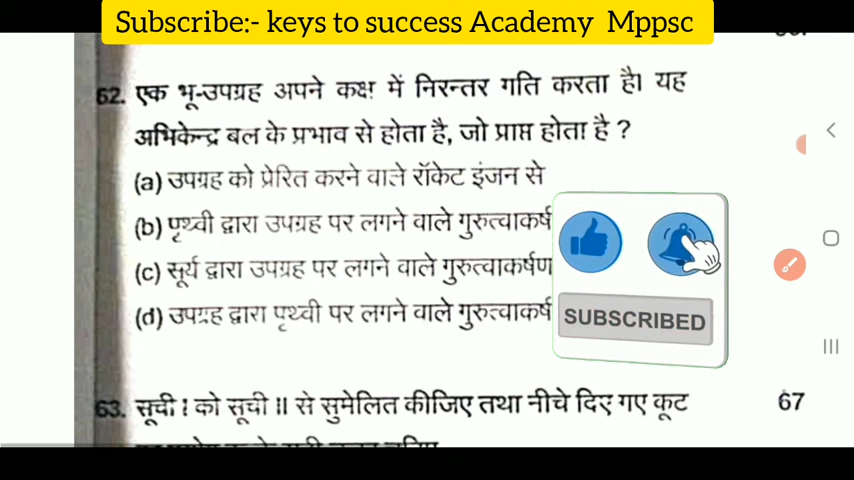 Subscribe:- keys to success Academy Mppsc
62. एक भू-उपग्रह अपने कक्ष में निरन्तर गति करता है। यह
अभिकेन्द्र बल के प्रभाव से होता है, जो प्राप्त होता है ?
(a) उपग्रह को प्रेरित करने वाले रॉकेट इंजन से
(b) पृथ्वी द्वारा उपग्रह पर लगने वाले गुरुत्वाकर्ष
(c) सूर्य द्वारा उपग्रह पर लगने वाले गुरुत्वाकर्षण
(d) उपग्रह द्वारा पृथ्वी पर लगने वाले गुरुत्वाकर्ष
SUBSCRIBED
63. सूची I को सूची II से सुमेलित कीजिए तथा नीचे दिए गए कूट
67